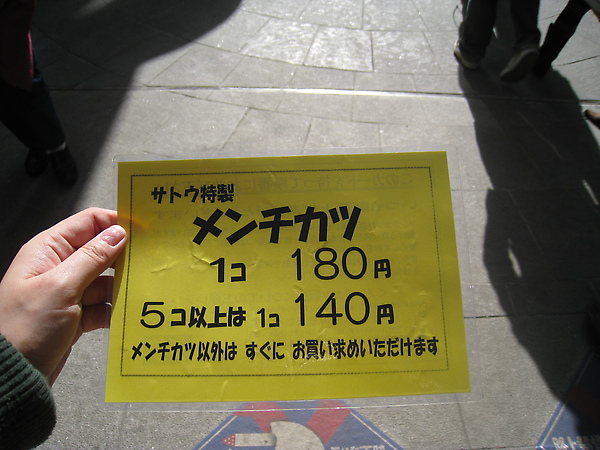 サトウ特製
メンチカツ
1コ 180円
5コ以上は 1コ 140円
メンチカツ以外は すぐに お買い求めいただけます